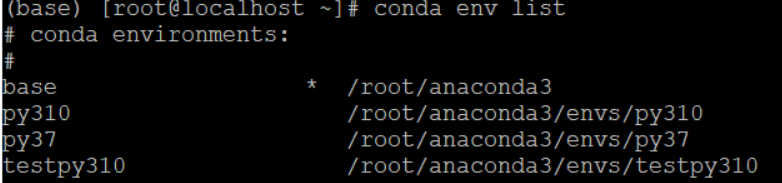 (base) [root@localhost ~]# conda env list
# conda environments:
#
base                  *  /root/anaconda3
py310                    /root/anaconda3/envs/py310
py37                     /root/anaconda3/envs/py37
testpy310                /root/anaconda3/envs/testpy310